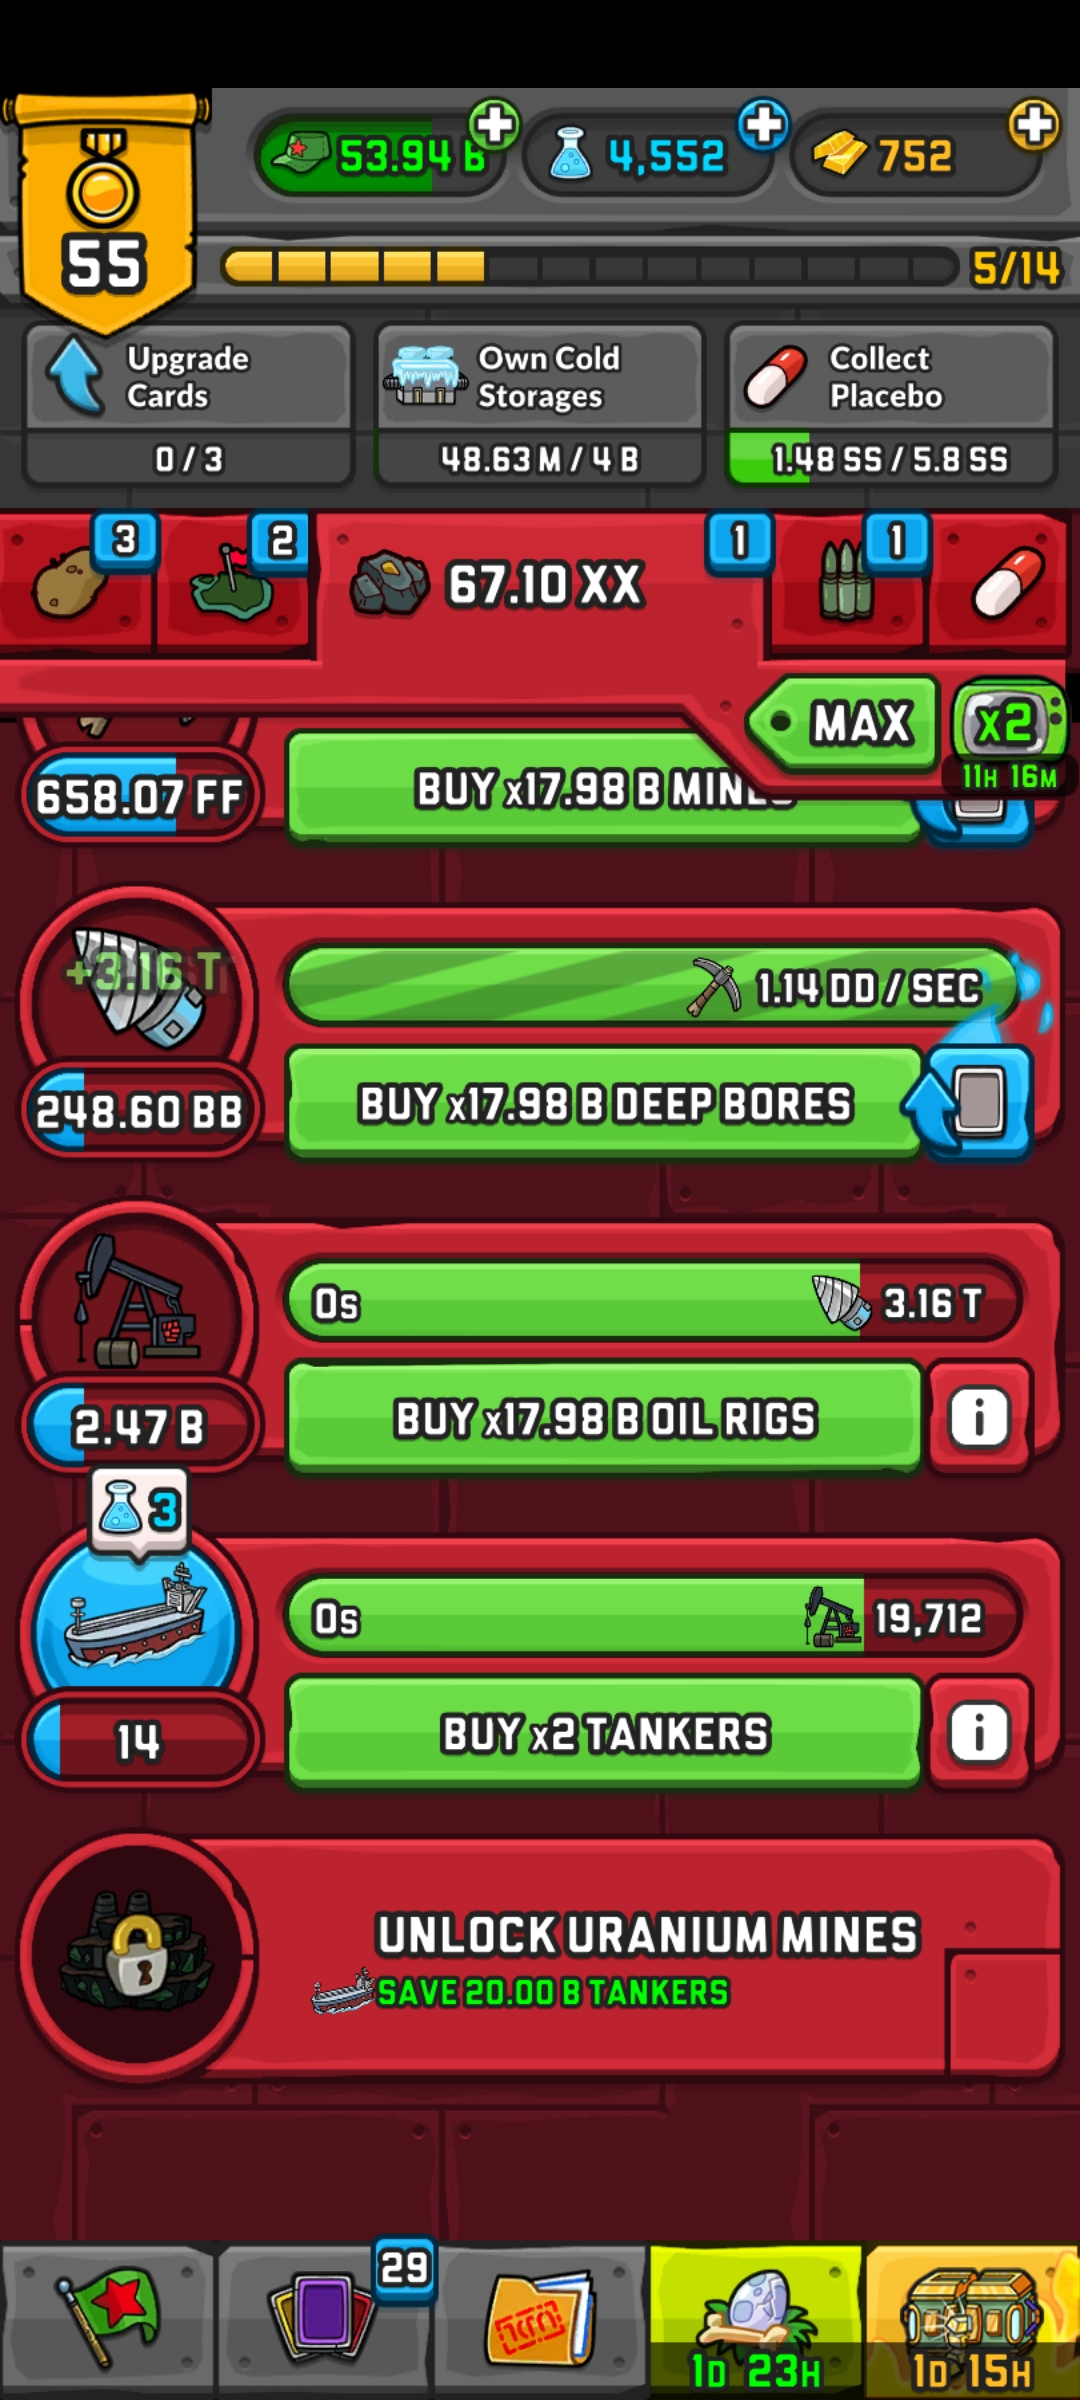 53.94 B
4,552
752
55
5/14
Upgrade
Cards
0 / 3
Own Cold
Storages
48.63 M / 4 B
Collect
Placebo
1.48 SS / 5.8 SS
3
2
67.10 XX
1
1
MAX
x2
11H 16M
658.07 FF
BUY x17.98 B MINES
+3.16 T
1.14 DD / SEC
248.60 BB
BUY x17.98 B DEEP BORES
0s
3.16 T
2.47 B
BUY x17.98 B OIL RIGS
i
3
0s
19,712
14
BUY x2 TANKERS
i
UNLOCK URANIUM MINES
SAVE 20.00 B TANKERS
29
1D 23H
1D 15H